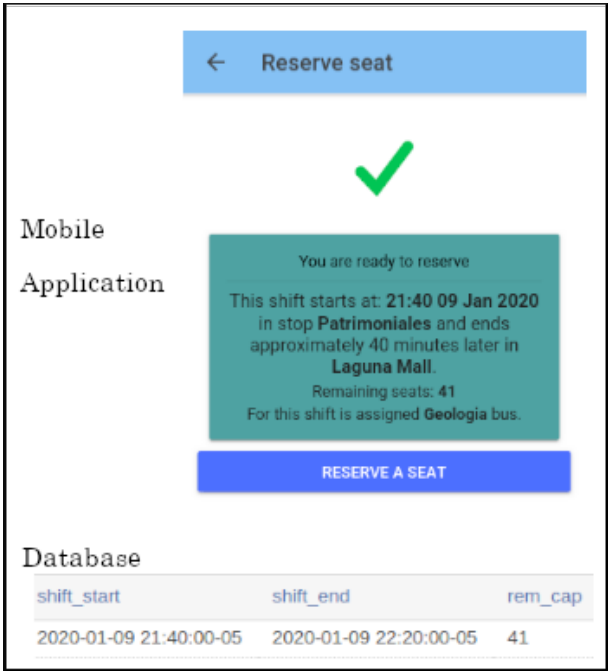 Reserve seat
Mobile
Application
You are ready to reserve
This shift starts at: 21:40 09 Jan 2020
in stop Patrimoniales and ends
approximately 40 minutes later in
Laguna Mall.
Remaining seats: 41
For this shift is assigned Geologia bus.
RESERVE A SEAT
Database
shift_start shift_end rem_cap
2020-01-09 21:40:00-05 2020-01-09 22:20:00-05 41